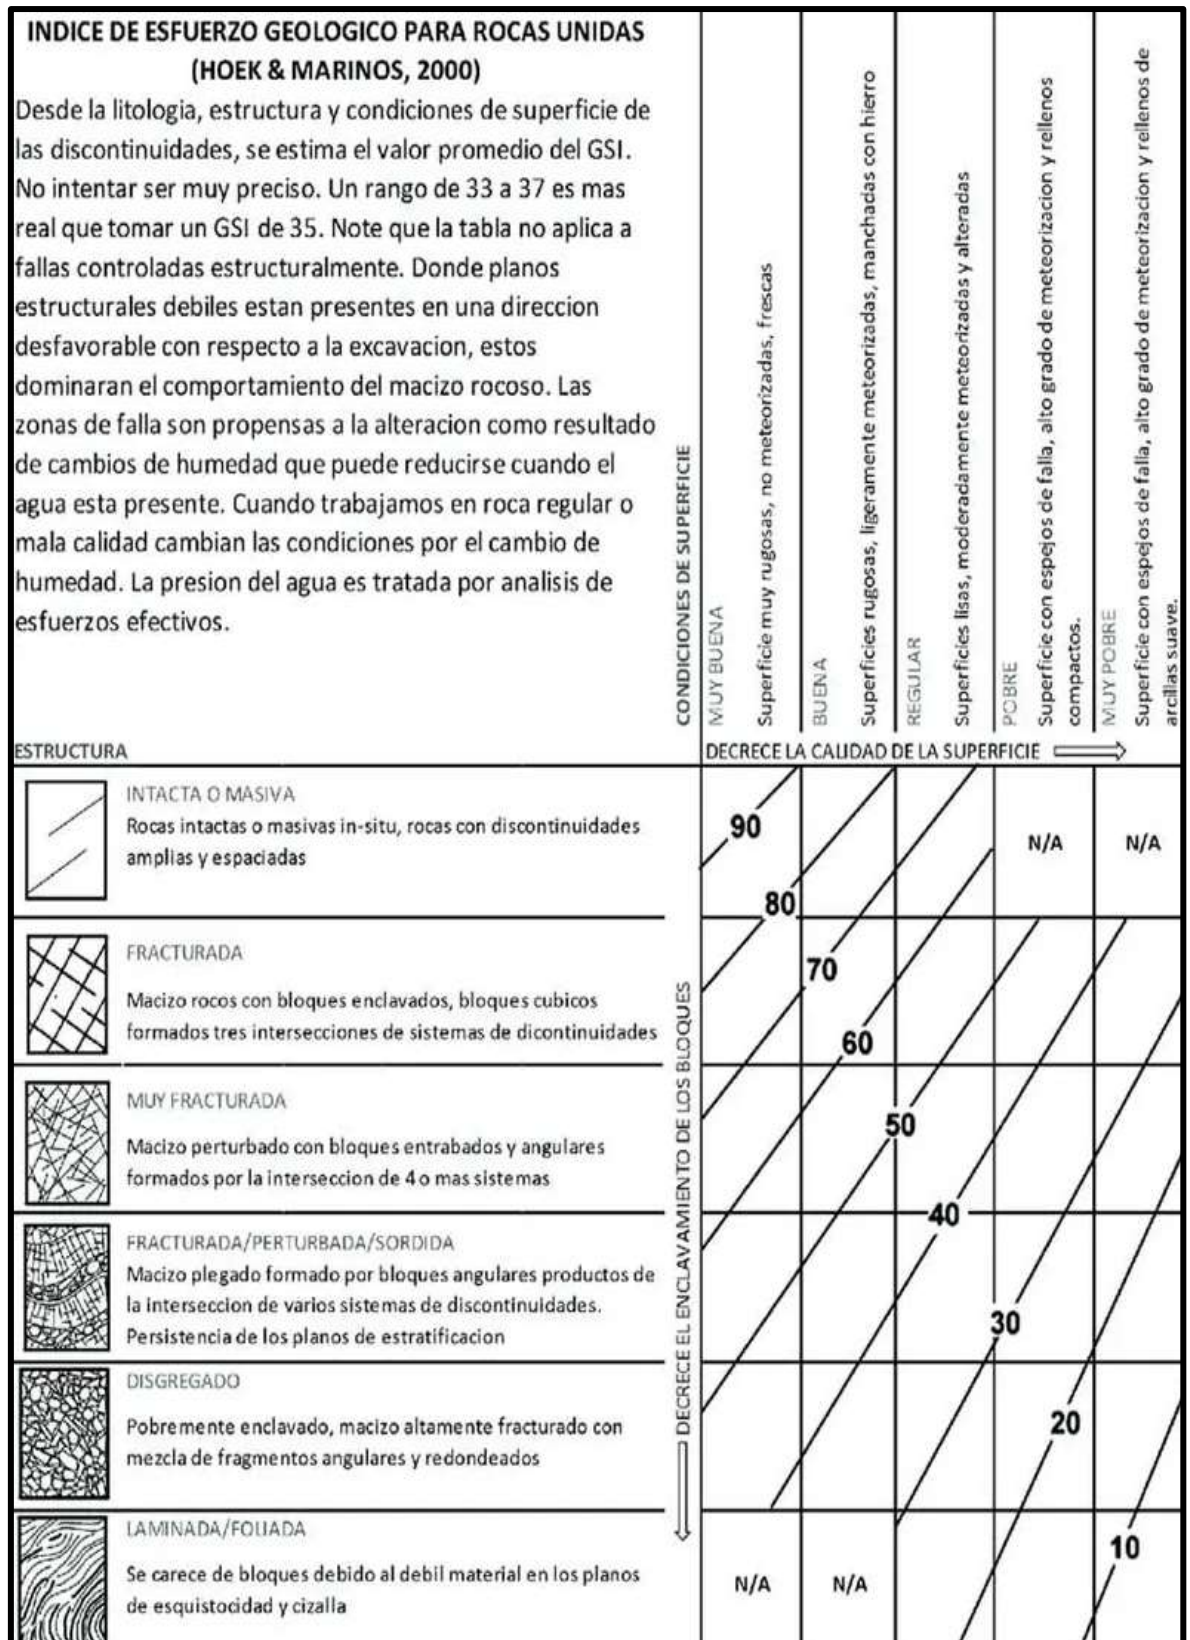 INDICE DE ESFUERZO GEOLOGICO PARA ROCAS UNIDAS
(HOEK & MARINOS, 2000)
Desde la litologia, estructura y condiciones de superficie de
las discontinuidades, se estima el valor promedio del GSI.
No intentar ser muy preciso. Un rango de 33 a 37 es mas
real que tomar un GSI de 35. Note que la tabla no aplica a
fallas controladas estructuralmente. Donde planos
estructurales debiles estan presentes en una direccion
desfavorable con respecto a la excavacion, estos
dominaran el comportamiento del macizo rocoso. Las
zonas de falla son propensas a la alteracion como resultado
de cambios de humedad que puede reducirse cuando el
agua esta presente. Cuando trabajamos en roca regular o
mala calidad cambian las condiciones por el cambio de
humedad. La presion del agua es tratada por analisis de
esfuerzos efectivos.
CONDICIONES DE SUPERFICIE
MUY BUENA
Superficie muy rugosas, no meteorizadas, frescas
BUENA
Superficies rugosas, ligeramente meteorizadas, manchadas con hierro
REGULAR
Superficies lisas, moderadamente meteorizadas y alteradas
POBRE
Superficie con espejos de falla, alto grado de meteorizacion y rellenos
compactos.
MUY POBRE
Superficie con espejos de falla, alto grado de meteorizacion y rellenos de
arcillas suave.
ESTRUCTURA
DECRECE LA CALIDAD DE LA SUPERFICIE
INTACTA O MASIVA
Rocas intactas o masivas in-situ, rocas con discontinuidades
amplias y espaciadas
FRACTURADA
Macizo rocos con bloques enclavados, bloques cubicos
formados tres intersecciones de sistemas de dicontinuidades
MUY FRACTURADA
Macizo perturbado con bloques entrabados y angulares
formados por la interseccion de 4 o mas sistemas
FRACTURADA/PERTURBADA/SORDIDA
Macizo plegado formado por bloques angulares productos de
la interseccion de varios sistemas de discontinuidades.
Persistencia de los planos de estratificacion
DISGREGADO
Pobremente enclavado, macizo altamente fracturado con
mezcla de fragmentos angulares y redondeados
LAMINADA/FOLIADA
Se carece de bloques debido al debil material en los planos
de esquistocidad y cizalla
DECRECE EL ENCLAVAMIENTO DE LOS BLOQUES
90
N/A
N/A
80
70
60
50
40
30
20
10
N/A
N/A